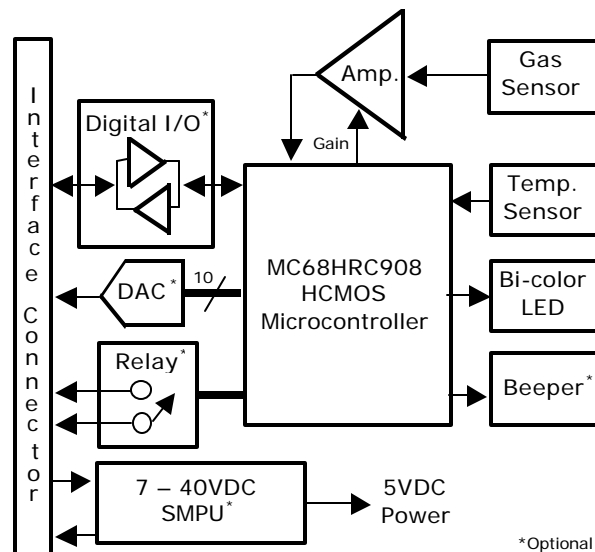 Interface Connector
Digital I/O*
Amp.
Gas
Sensor
Gain
Temp.
Sensor
MC68HRC908
HCMOS
Microcontroller
DAC*
10
Bi-color
LED
Relay*
Beeper*
7 – 40VDC
SMPU*
5VDC
Power
*Optional